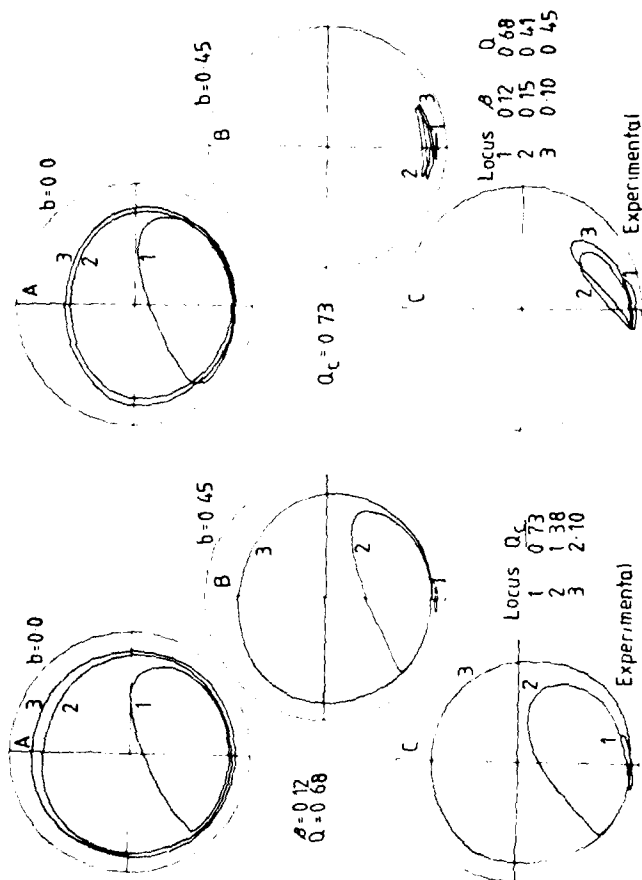 A
b=0·0
3
2
1
B
b=0 45
3
2
1
β=0 12
Q=0 68
C
3
2
1
Locus Qc
1 0 73
2 1 38
3 2·10
Experimental
A
b=0 0
3
2
1
B
b=0·45
2
1
3
Qc=0 73
C
2
3
1
Locus β Q
1 0 12 0 68
2 0 15 0 41
3 0·10 0 45
Experimental